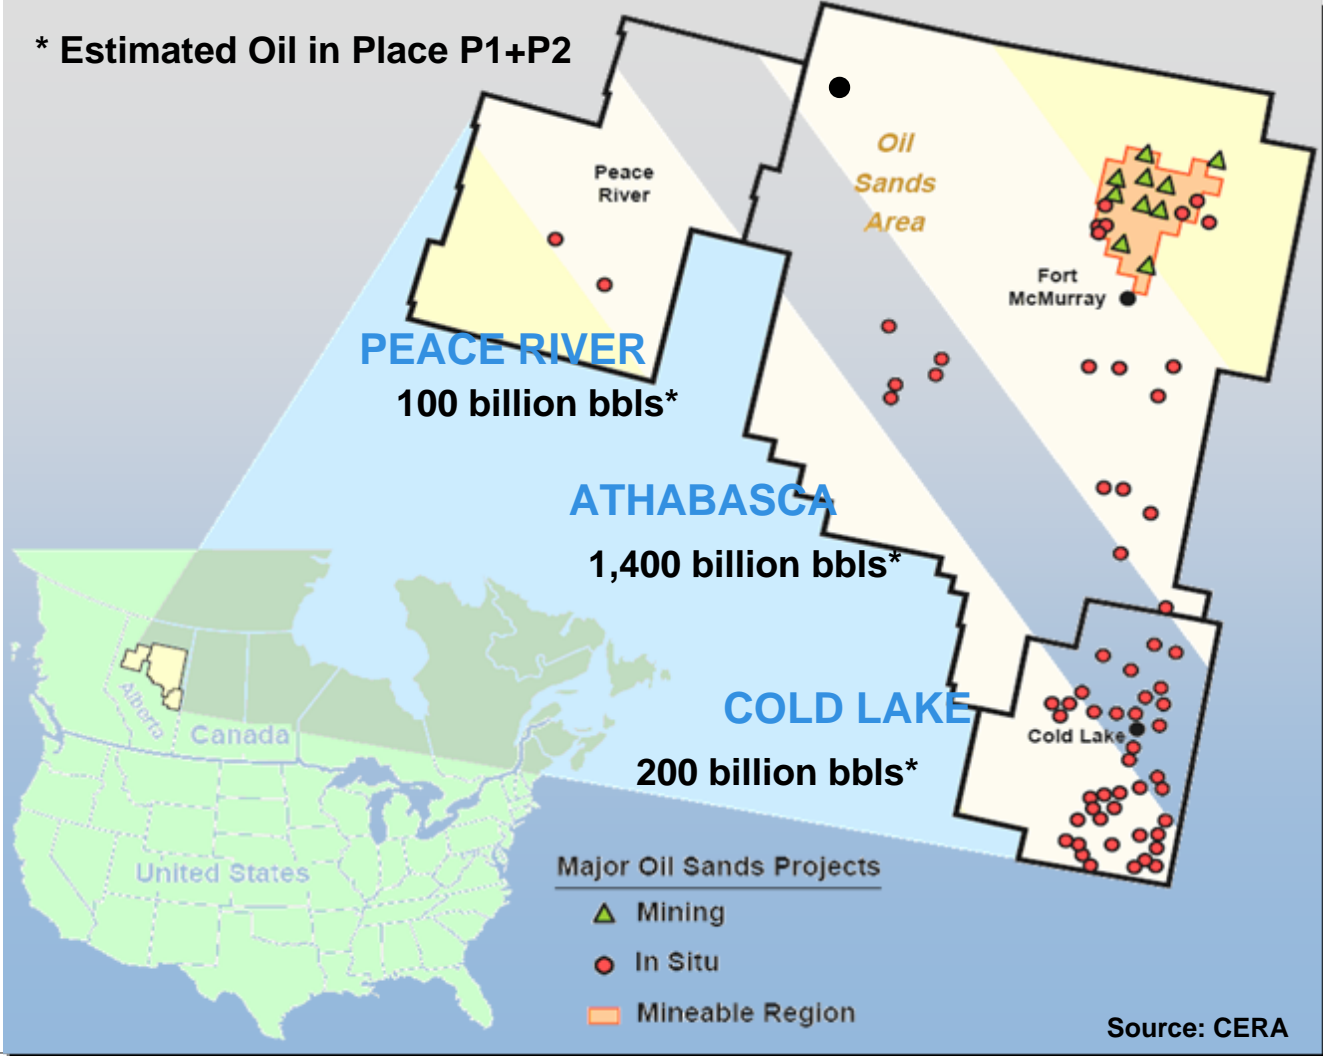 * Estimated Oil in Place P1+P2
Oil
Sands
Area
Peace
River
Fort
McMurray
PEACE RIVER
100 billion bbls*
ATHABASCA
1,400 billion bbls*
COLD LAKE
Cold Lake
200 billion bbls*
Alberta
Canada
United States
Major Oil Sands Projects
Mining
In Situ
Mineable Region
Source: CERA